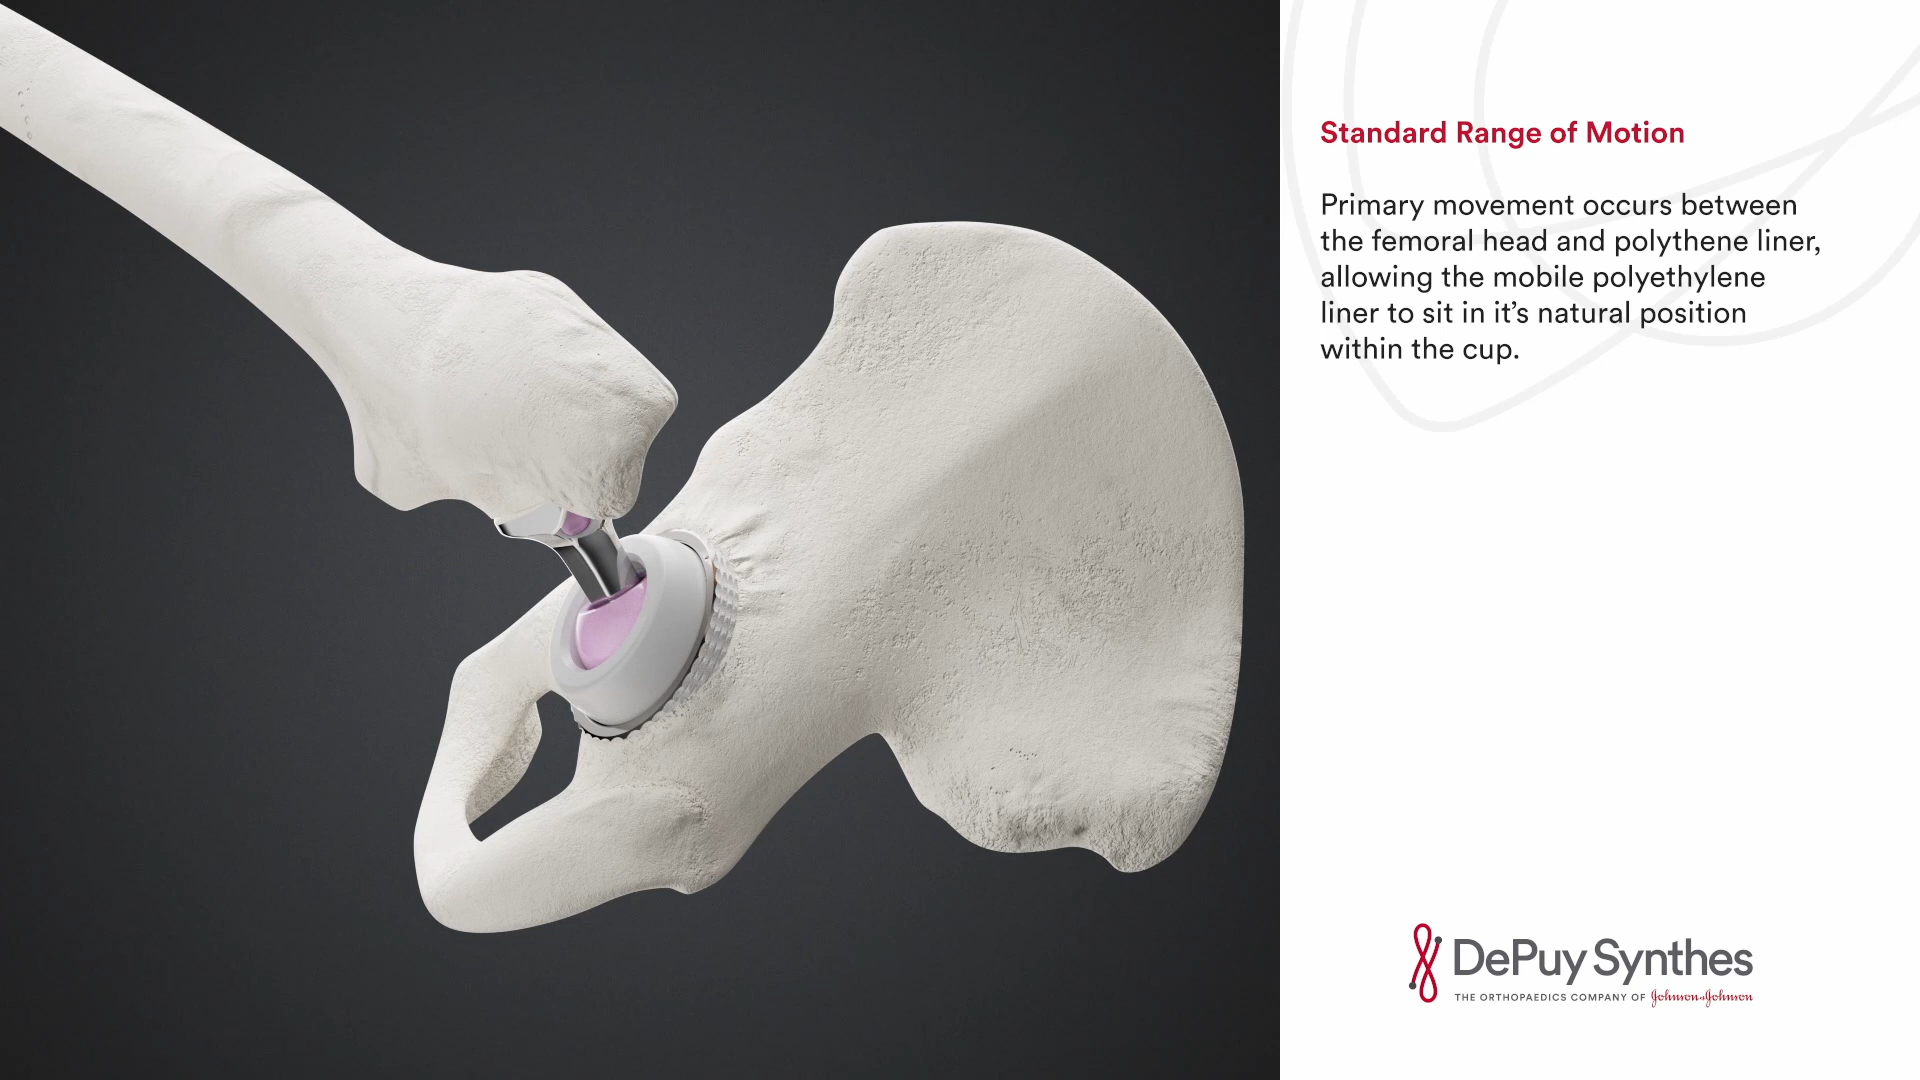 Standard Range of Motion
Primary movement occurs between
the femoral head and polythene liner,
allowing the mobile polyethylene
liner to sit in it’s natural position
within the cup.
DePuy Synthes
THE ORTHOPAEDICS COMPANY OF Johnson & Johnson